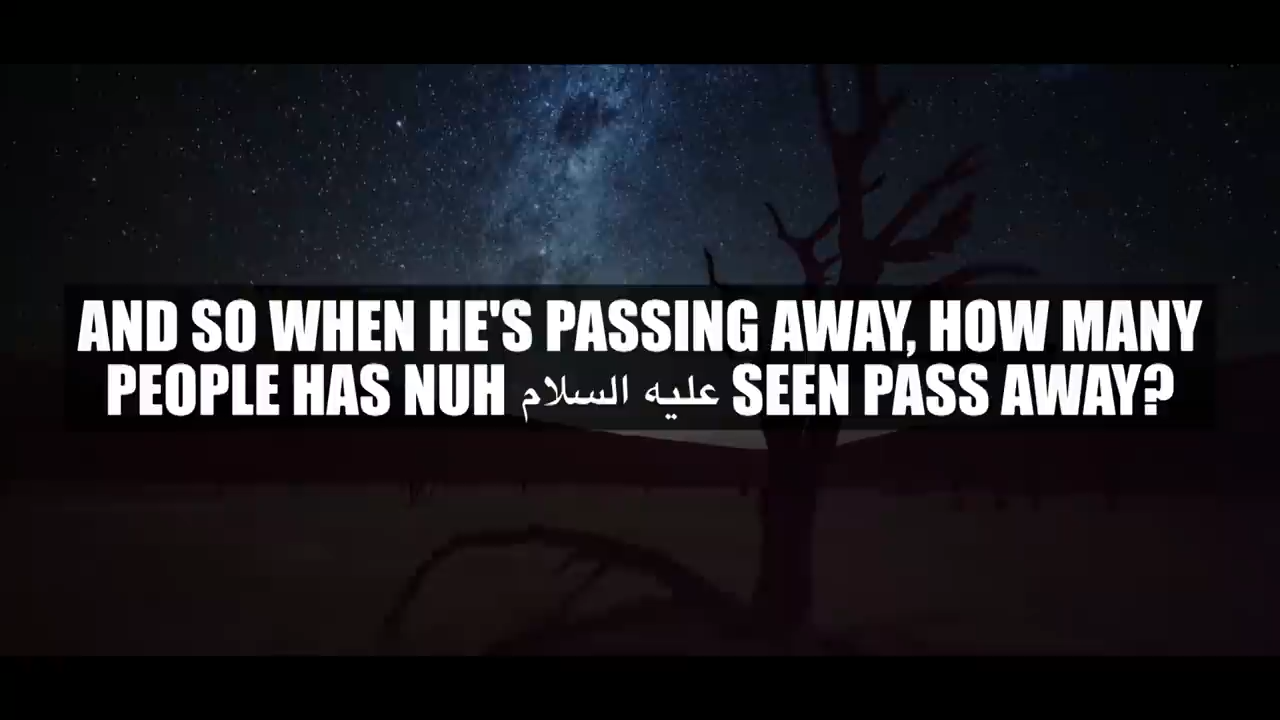 AND SO WHEN HE'S PASSING AWAY, HOW MANY
PEOPLE HAS NUH عليه السلام SEEN PASS AWAY?